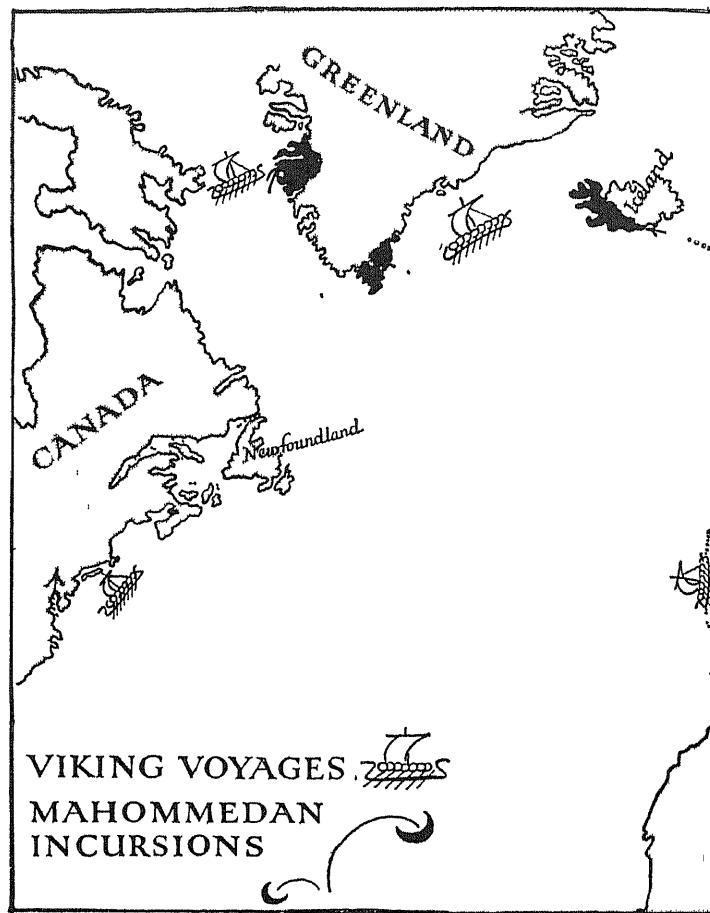 GREENLAND
Iceland
CANADA
Newfoundland
VIKING VOYAGES
MAHOMMEDAN
INCURSIONS